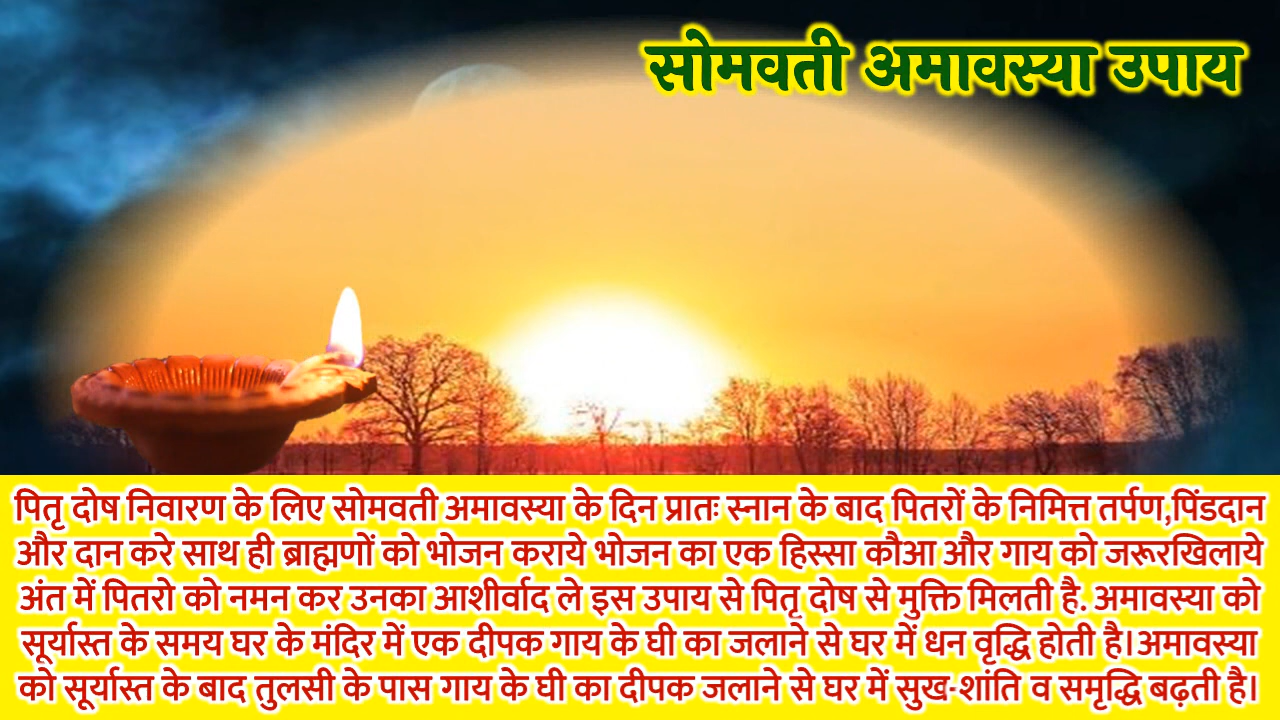 सोमवती अमावस्या उपाय
पितृ दोष निवारण के लिए सोमवती अमावस्या के दिन प्रातः स्नान के बाद पितरों के निमित्त तर्पण,पिंडदान
और दान करे साथ ही ब्राह्मणों को भोजन कराये भोजन का एक हिस्सा कौआ और गाय को जरूरखिलाये
अंत में पितरो को नमन कर उनका आशीर्वाद ले इस उपाय से पितृ दोष से मुक्ति मिलती है. अमावस्या को
सूर्यास्त के समय घर के मंदिर में एक दीपक गाय के घी का जलाने से घर में धन वृद्धि होती है।अमावस्या
को सूर्यास्त के बाद तुलसी के पास गाय के घी का दीपक जलाने से घर में सुख-शांति व समृद्धि बढ़ती है।